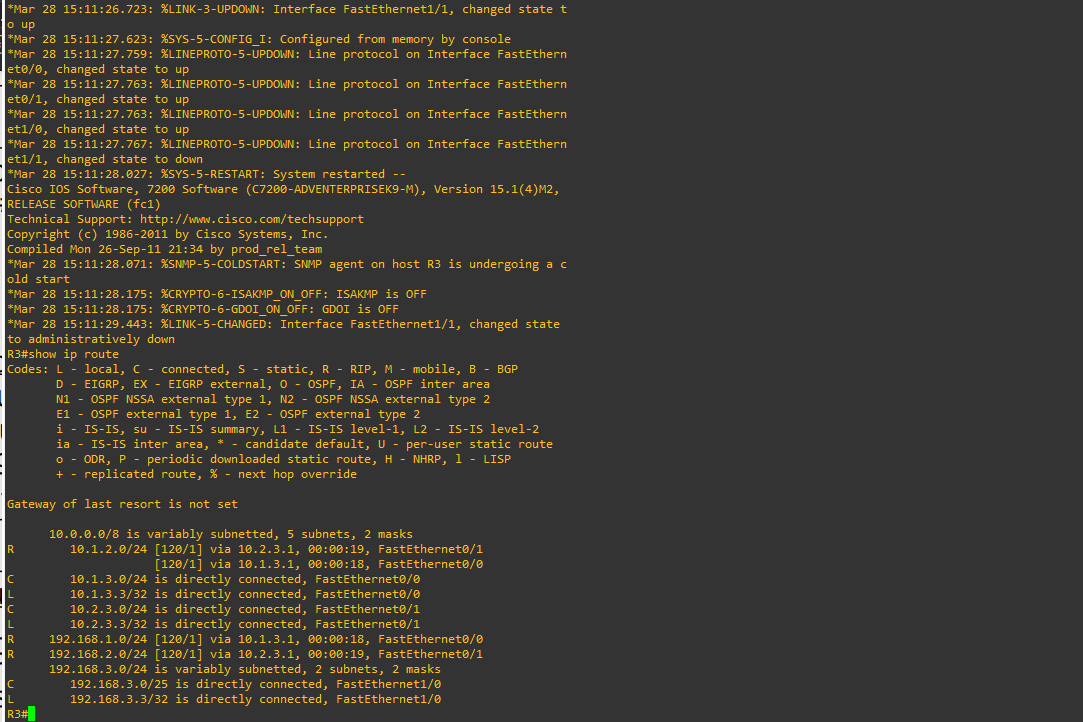 *Mar 28 15:11:26.723: %LINK-3-UPDOWN: Interface FastEthernet1/1, changed state t
o up
*Mar 28 15:11:27.623: %SYS-5-CONFIG_I: Configured from memory by console
*Mar 28 15:11:27.759: %LINEPROTO-5-UPDOWN: Line protocol on Interface FastEthern
et0/0, changed state to up
*Mar 28 15:11:27.763: %LINEPROTO-5-UPDOWN: Line protocol on Interface FastEthern
et0/1, changed state to up
*Mar 28 15:11:27.763: %LINEPROTO-5-UPDOWN: Line protocol on Interface FastEthern
et1/0, changed state to up
*Mar 28 15:11:27.767: %LINEPROTO-5-UPDOWN: Line protocol on Interface FastEthern
et1/1, changed state to down
*Mar 28 15:11:28.027: %SYS-5-RESTART: System restarted --
Cisco IOS Software, 7200 Software (C7200-ADVENTERPRISEK9-M), Version 15.1(4)M2,
RELEASE SOFTWARE (fc1)
Technical Support: http://www.cisco.com/techsupport
Copyright (c) 1986-2011 by Cisco Systems, Inc.
Compiled Mon 26-Sep-11 21:34 by prod_rel_team
*Mar 28 15:11:28.071: %SNMP-5-COLDSTART: SNMP agent on host R3 is undergoing a c
old start
*Mar 28 15:11:28.175: %CRYPTO-6-ISAKMP_ON_OFF: ISAKMP is OFF
*Mar 28 15:11:28.175: %CRYPTO-6-GDOI_ON_OFF: GDOI is OFF
*Mar 28 15:11:29.443: %LINK-5-CHANGED: Interface FastEthernet1/1, changed state
to administratively down
R3#show ip route
Codes: L - local, C - connected, S - static, R - RIP, M - mobile, B - BGP
       D - EIGRP, EX - EIGRP external, O - OSPF, IA - OSPF inter area
       N1 - OSPF NSSA external type 1, N2 - OSPF NSSA external type 2
       E1 - OSPF external type 1, E2 - OSPF external type 2
       i - IS-IS, su - IS-IS summary, L1 - IS-IS level-1, L2 - IS-IS level-2
       ia - IS-IS inter area, * - candidate default, U - per-user static route
       o - ODR, P - periodic downloaded static route, H - NHRP, l - LISP
       + - replicated route, % - next hop override
Gateway of last resort is not set
      10.0.0.0/8 is variably subnetted, 5 subnets, 2 masks
R        10.1.2.0/24 [120/1] via 10.2.3.1, 00:00:19, FastEthernet0/1
                     [120/1] via 10.1.3.1, 00:00:18, FastEthernet0/0
C        10.1.3.0/24 is directly connected, FastEthernet0/0
L        10.1.3.3/32 is directly connected, FastEthernet0/0
C        10.2.3.0/24 is directly connected, FastEthernet0/1
L        10.2.3.3/32 is directly connected, FastEthernet0/1
R     192.168.1.0/24 [120/1] via 10.1.3.1, 00:00:18, FastEthernet0/0
R     192.168.2.0/24 [120/1] via 10.2.3.1, 00:00:19, FastEthernet0/1
      192.168.3.0/24 is variably subnetted, 2 subnets, 2 masks
C        192.168.3.0/25 is directly connected, FastEthernet1/0
L        192.168.3.3/32 is directly connected, FastEthernet1/0
R3#